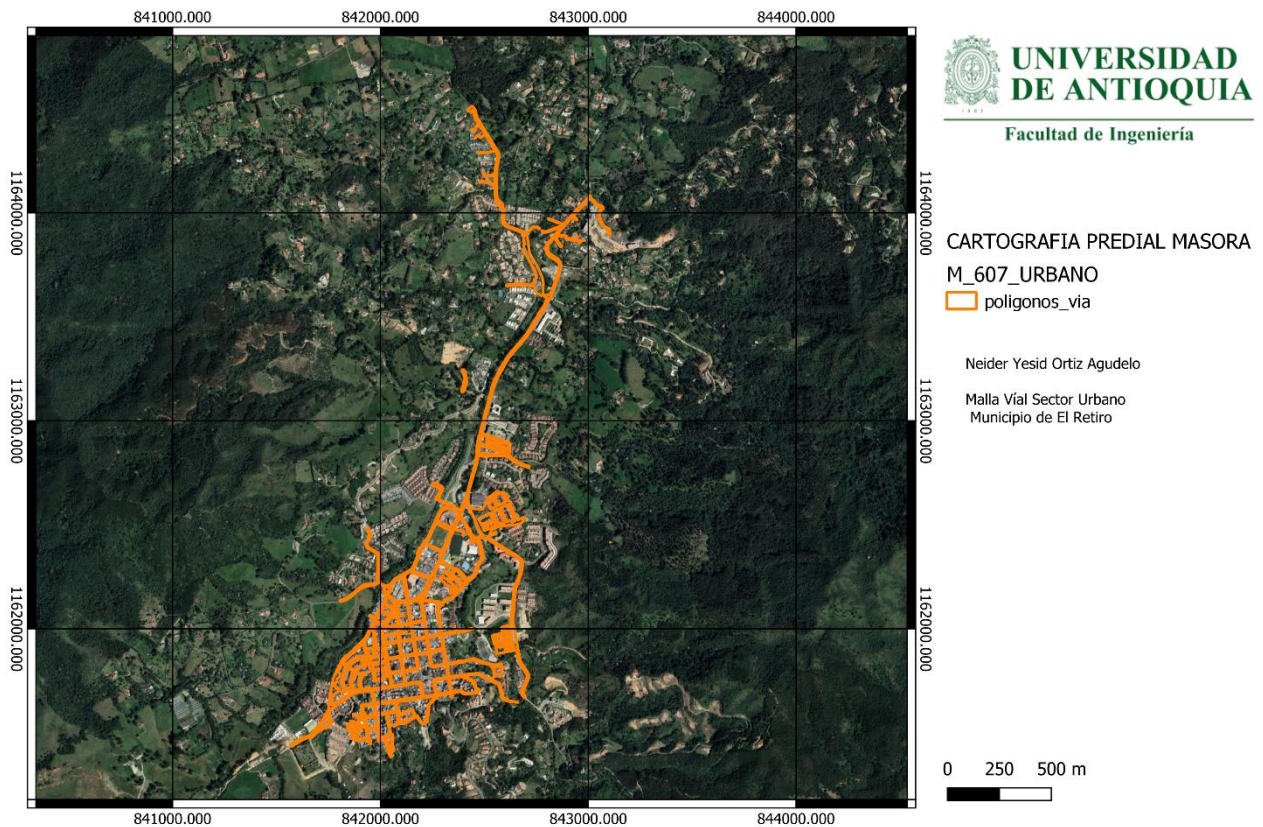 841000.000 842000.000 843000.000 844000.000
1164000.000
1163000.000
1162000.000
1164000.000
1163000.000
1162000.000
841000.000 842000.000 843000.000 844000.000
UNIVERSIDAD
DE ANTIOQUIA
1803
Facultad de Ingeniería
CARTOGRAFIA PREDIAL MASORA
M_607_URBANO
poligonos_via
Neider Yesid Ortiz Agudelo
Malla Víal Sector Urbano
Municipio de El Retiro
0 250 500 m